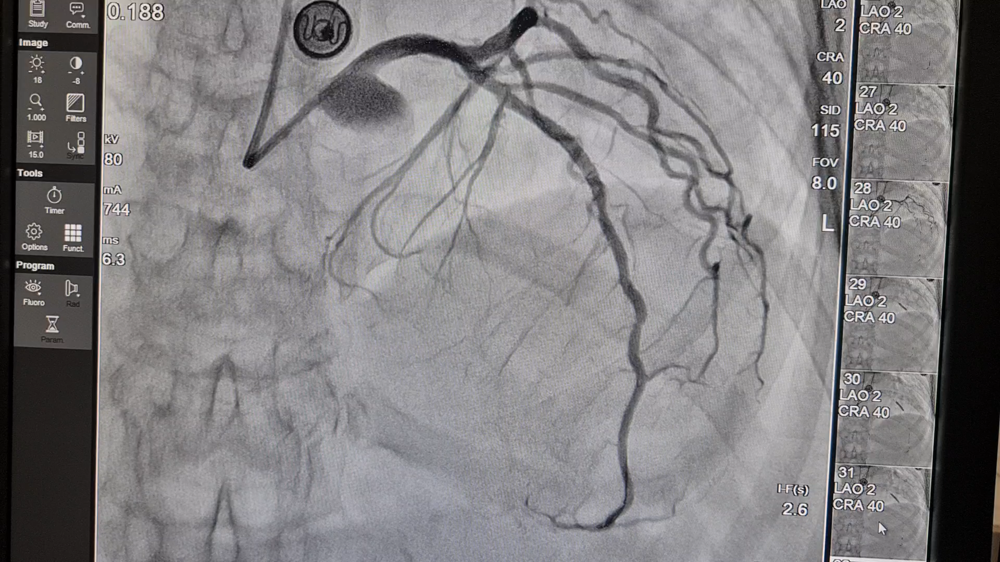 Study Comm.
Image
18 -8
1.000 Filters
15.0 Sync
Tools
Timer
Options Funct.
Program
Fluoro Rad
Param.
0.188
kV
80
mA
744
ms
6.3
LAO
2
CRA
40
SID
115
FOV
8.0
L
I-F(s)
2.6
LAO 2
CRA 40
27
LAO 2
CRA 40
28
LAO 2
CRA 40
29
LAO 2
CRA 40
30
LAO 2
CRA 40
31
LAO 2
CRA 40